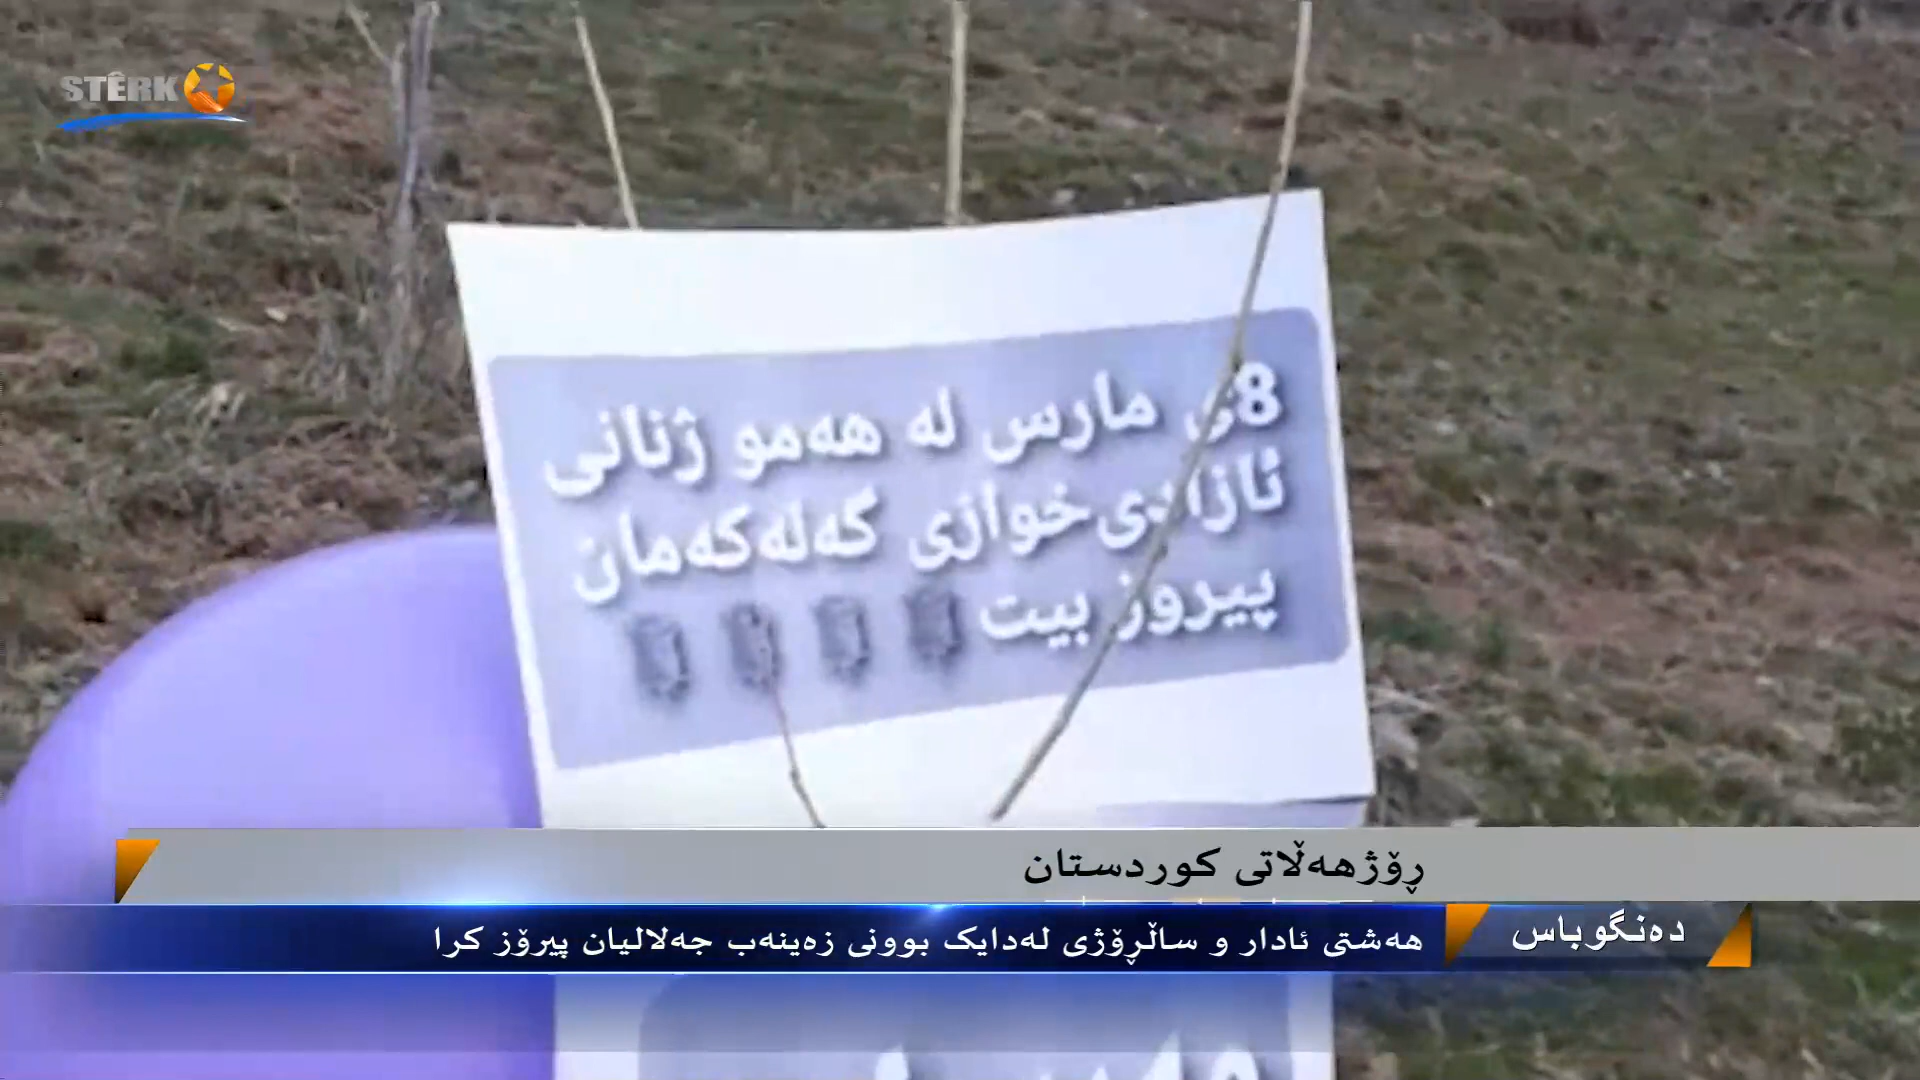 STÊRK
8ی مارس لە هەمو ژنانی
ئازادی‌خوازی گەلەکەمان
پیروز بیت
ڕۆژهەڵاتی کوردستان
دەنگوباس
هەشتی ئادار و ساڵڕۆژی لەدایک بوونی زەینەب جەلالیان پیرۆز کرا